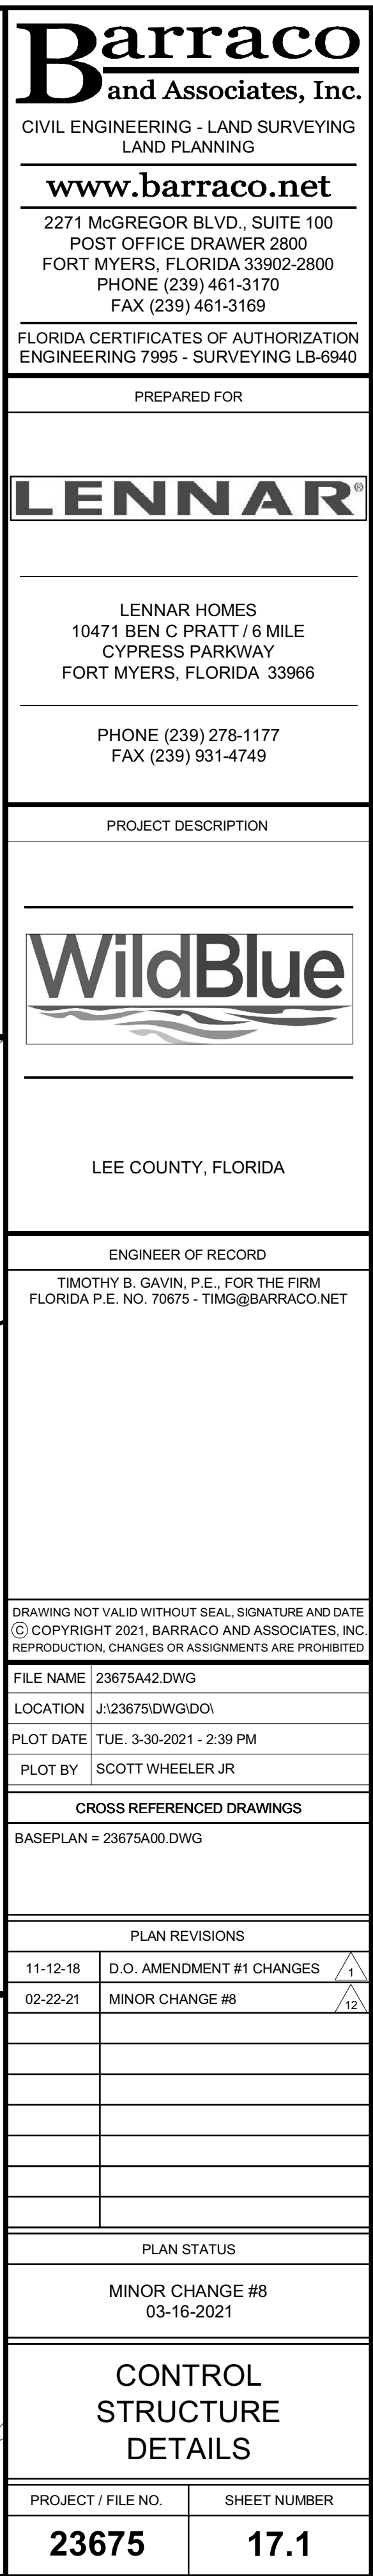 Barraco
and Associates, Inc.
CIVIL ENGINEERING - LAND SURVEYING
LAND PLANNING
www.barraco.net
2271 McGREGOR BLVD., SUITE 100
POST OFFICE DRAWER 2800
FORT MYERS, FLORIDA 33902-2800
PHONE (239) 461-3170
FAX (239) 461-3169
FLORIDA CERTIFICATES OF AUTHORIZATION
ENGINEERING 7995 - SURVEYING LB-6940
PREPARED FOR
LENNAR®
LENNAR HOMES
10471 BEN C PRATT / 6 MILE
CYPRESS PARKWAY
FORT MYERS, FLORIDA 33966
PHONE (239) 278-1177
FAX (239) 931-4749
PROJECT DESCRIPTION
WildBlue
LEE COUNTY, FLORIDA
ENGINEER OF RECORD
TIMOTHY B. GAVIN, P.E., FOR THE FIRM
FLORIDA P.E. NO. 70675 - TIMG@BARRACO.NET
DRAWING NOT VALID WITHOUT SEAL, SIGNATURE AND DATE
© COPYRIGHT 2021, BARRACO AND ASSOCIATES, INC.
REPRODUCTION, CHANGES OR ASSIGNMENTS ARE PROHIBITED
FILE NAME 23675A42.DWG
LOCATION J:\23675\DWG\DO\
PLOT DATE TUE. 3-30-2021 - 2:39 PM
PLOT BY SCOTT WHEELER JR
CROSS REFERENCED DRAWINGS
BASEPLAN = 23675A00.DWG
PLAN REVISIONS
11-12-18 D.O. AMENDMENT #1 CHANGES 1
02-22-21 MINOR CHANGE #8 12
PLAN STATUS
MINOR CHANGE #8
03-16-2021
CONTROL
STRUCTURE
DETAILS
PROJECT / FILE NO. SHEET NUMBER
23675 17.1